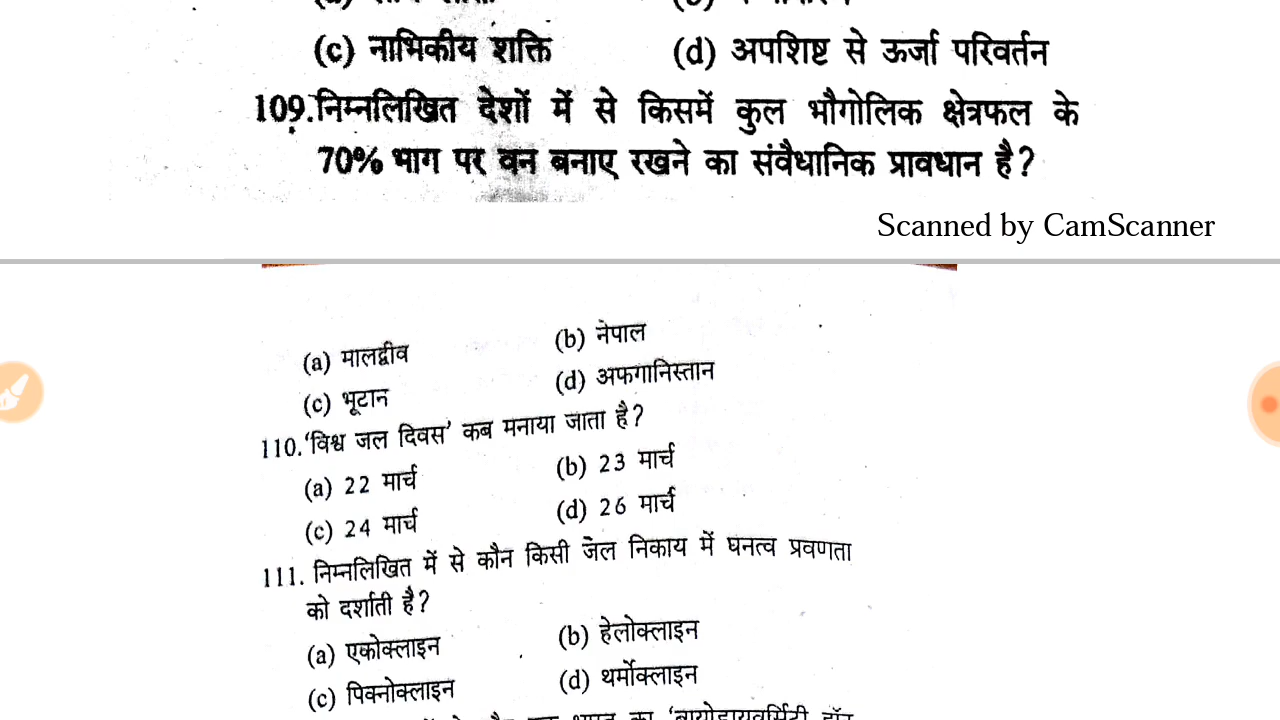 (c) नाभिकीय शक्ति (d) अपशिष्ट से ऊर्जा परिवर्तन
109. निम्नलिखित देशों में से किसमें कुल भौगोलिक क्षेत्रफल के
70% भाग पर वन बनाए रखने का संवैधानिक प्रावधान है?
Scanned by CamScanner
(a) मालद्वीव (b) नेपाल
(c) भूटान (d) अफगानिस्तान
110. 'विश्व जल दिवस' कब मनाया जाता है?
(a) 22 मार्च (b) 23 मार्च
(c) 24 मार्च (d) 26 मार्च
111. निम्नलिखित में से कौन किसी जल निकाय में घनत्व प्रवणता
को दर्शाती है?
(a) एकोक्लाइन (b) हेलोक्लाइन
(c) पिक्नोक्लाइन (d) थर्मोक्लाइन